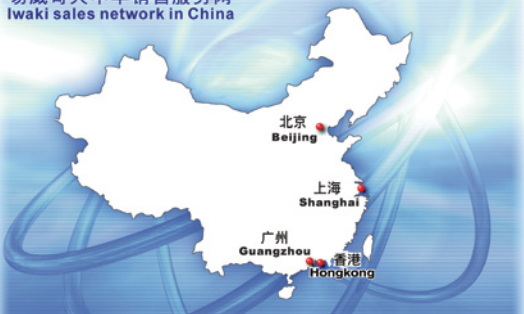 Iwaki sales network in China
北京
Beijing
上海
Shanghai
广州
Guangzhou
香港
Hongkong